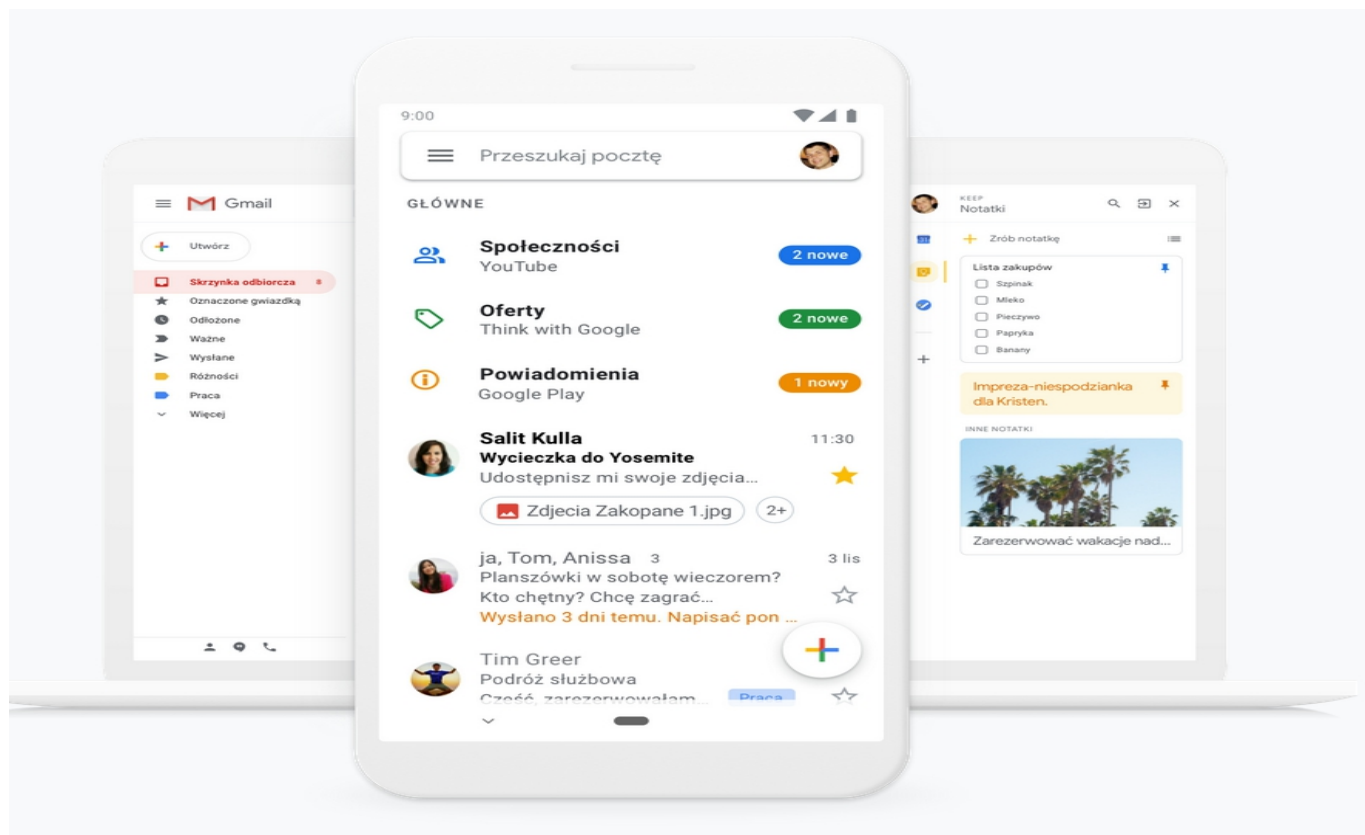 Gmail
Utwórz
Skrzynka odbiorcza 8
Oznaczone gwiazdką
Odłożone
Ważne
Wysłane
Różności
Praca
Więcej
9:00
Przeszukaj pocztę
GŁÓWNE
Społeczności
YouTube
2 nowe
Oferty
Think with Google
2 nowe
Powiadomienia
Google Play
1 nowy
Salit Kulla 11:30
Wycieczka do Yosemite
Udostępnisz mi swoje zdjęcia...
Zdjecia Zakopane 1.jpg 2+
ja, Tom, Anissa 3 3 lis
Planszówki w sobotę wieczorem?
Kto chętny? Chcę zagrać...
Wysłano 3 dni temu. Napisać pon ...
Tim Greer
Podróż służbowa
Cześć, zarezerwowałam... Praca
KEEP
Notatki
Zrób notatkę
Lista zakupów
Szpinak
Mleko
Pieczywo
Papryka
Banany
Impreza-niespodzianka
dla Kristen.
INNE NOTATKI
Zarezerwować wakacje nad...